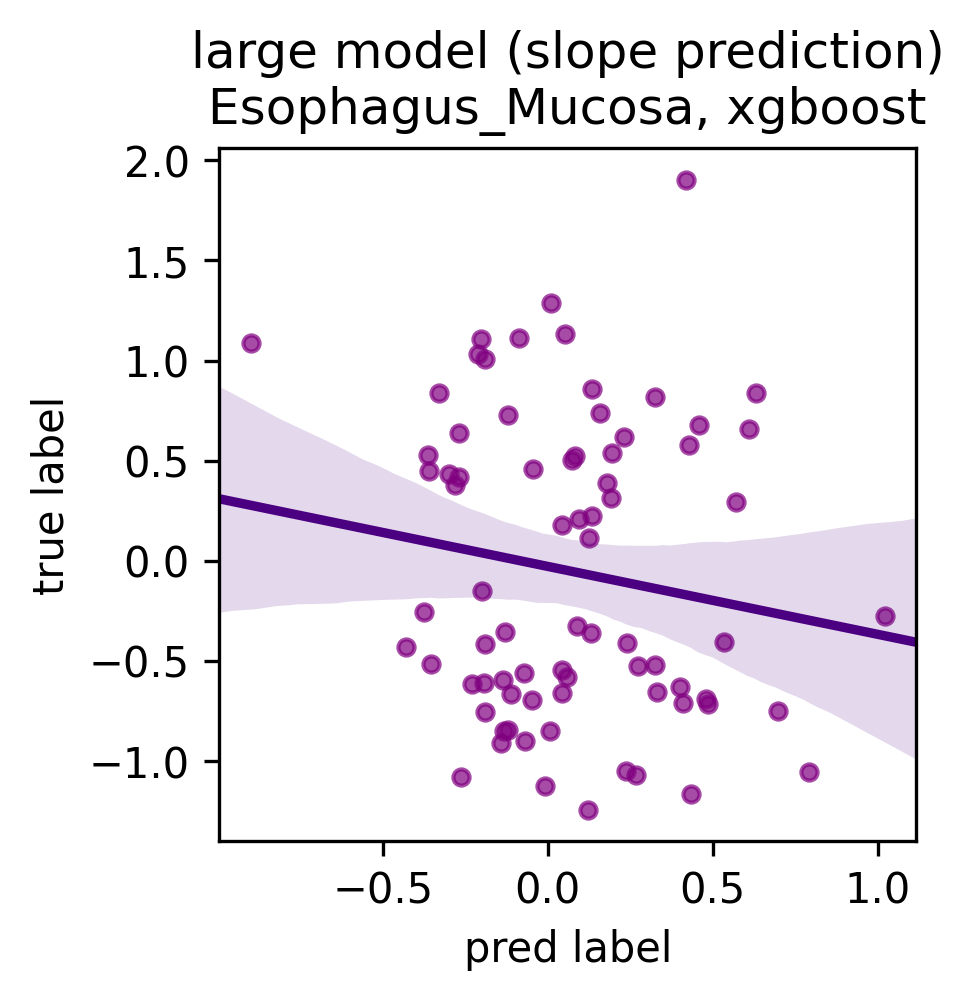 large model (slope prediction)
Esophagus_Mucosa, xgboost
2.0
1.5
1.0
0.5
0.0
−0.5
−1.0
true label
−0.5
0.0
0.5
1.0
pred label